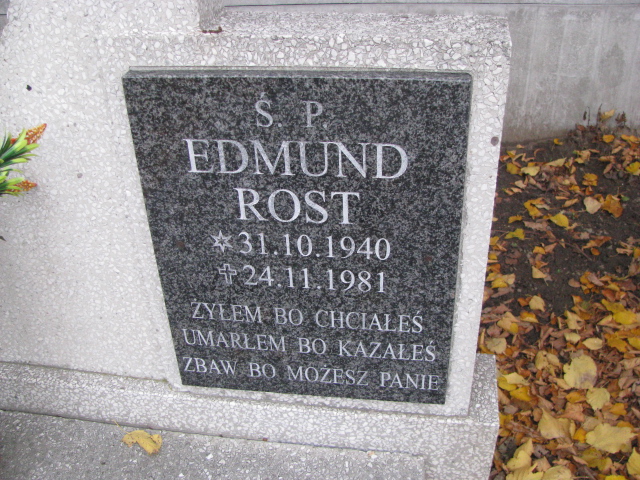 Ś. P.
EDMUND
ROST
✡ 31.10.1940
✝ 24.11.1981
ŻYŁEM BO CHCIAŁEŚ
UMARŁEM BO KAZAŁEŚ
ZBAW BO MOŻESZ PANIE